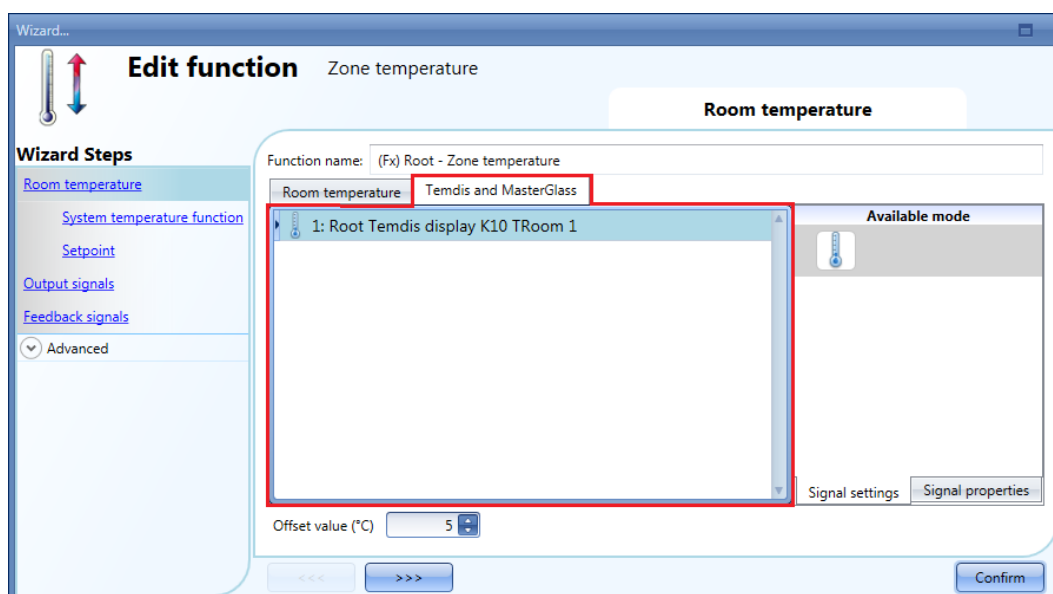 Wizard...
Edit function Zone temperature
Room temperature
Wizard Steps
Room temperature
System temperature function
Setpoint
Output signals
Feedback signals
Advanced
Function name: (Fx) Root - Zone temperature
Room temperature Temdis and MasterGlass
1: Root Temdis display K10 TRoom 1
Available mode
Signal settings Signal properties
Offset value (°C) 5
<<< >>> Confirm